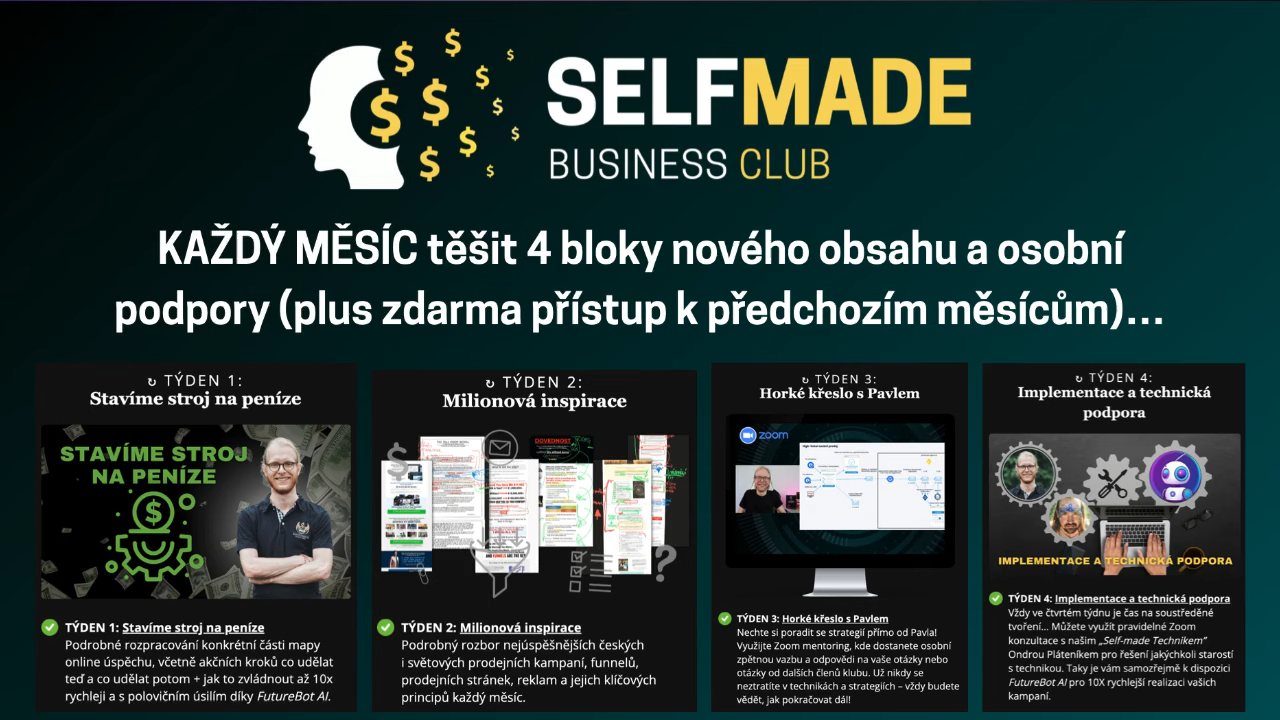 SELFMADE
BUSINESS CLUB
KAŽDÝ MĚSÍC těšit 4 bloky nového obsahu a osobní
podpory (plus zdarma přístup k předchozím měsícům)...
↻ TÝDEN 1:
Stavíme stroj na peníze
STAVÍME STROJ
NA PENÍZE
TÝDEN 1: Stavíme stroj na peníze
Podrobné rozpracování konkrétní části mapy
online úspěchu, včetně akčních kroků co udělat
teď a co udělat potom + jak to zvládnout až 10x
rychleji a s polovičním úsilím díky FutureBot AI.
↻ TÝDEN 2:
Milionová inspirace
DOVEDNOST
TÝDEN 2: Milionová inspirace
Podrobný rozbor nejúspěšnějších českých
i světových prodejních kampaní, funnelů,
prodejních stránek, reklam a jejich klíčových
principů každý měsíc.
↻ TÝDEN 3:
Horké křeslo s Pavlem
zoom
TÝDEN 3: Horké křeslo s Pavlem
Nechte si poradit se strategií přímo od Pavla!
Využijte Zoom mentoring, kde dostanete osobní
zpětnou vazbu a odpovědi na vaše otázky nebo
otázky od dalších členů klubu. Už nikdy se
neztratíte v technikách a strategiích – vždy budete
vědět, jak pokračovat dál!
↻ TÝDEN 4:
Implementace a technická
podpora
IMPLEMENTACE A TECHNICKÁ PODPORA
TÝDEN 4: Implementace a technická podpora
Vždy ve čtvrtém týdnu je čas na soustředěné
tvoření... Můžete využít pravidelné Zoom
konzultace s našim „Self-made Technikem"
Ondrou Pláteníkem pro řešení jakýchkoli starostí
s technikou. Taky je vám samozřejmě k dispozici
FutureBot AI pro 10X rychlejší realizaci vašich
kampaní.